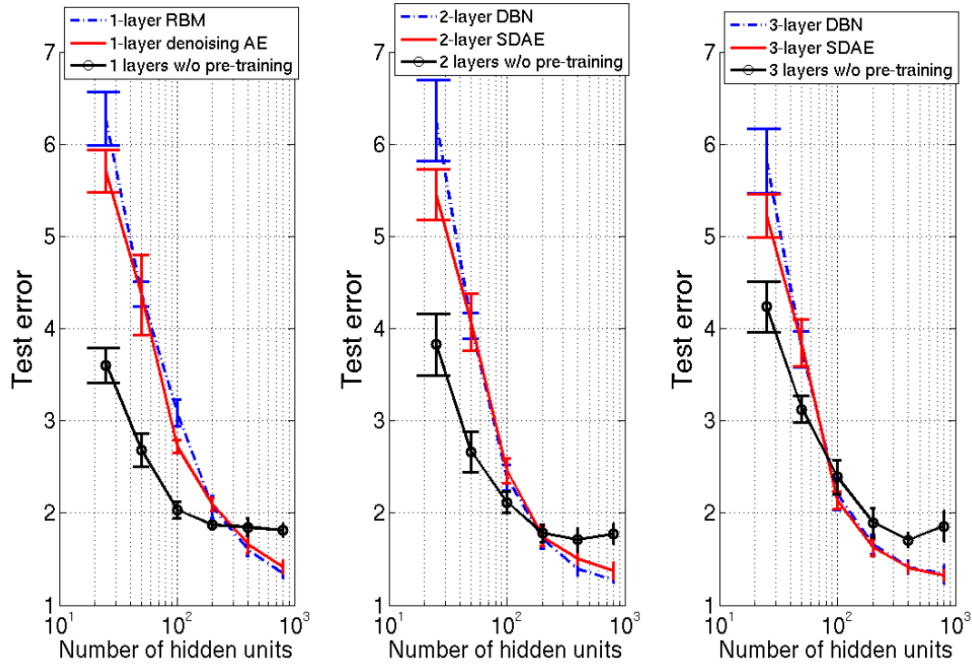 1-layer RBM
1-layer denoising AE
1 layers w/o pre-training
7
6
5
4
3
2
1
Test error
10^1
10^2
10^3
Number of hidden units
2-layer DBN
2-layer SDAE
2 layers w/o pre-training
7
6
5
4
3
2
1
Test error
10^1
10^2
10^3
Number of hidden units
3-layer DBN
3-layer SDAE
3 layers w/o pre-training
7
6
5
4
3
2
1
Test error
10^1
10^2
10^3
Number of hidden units